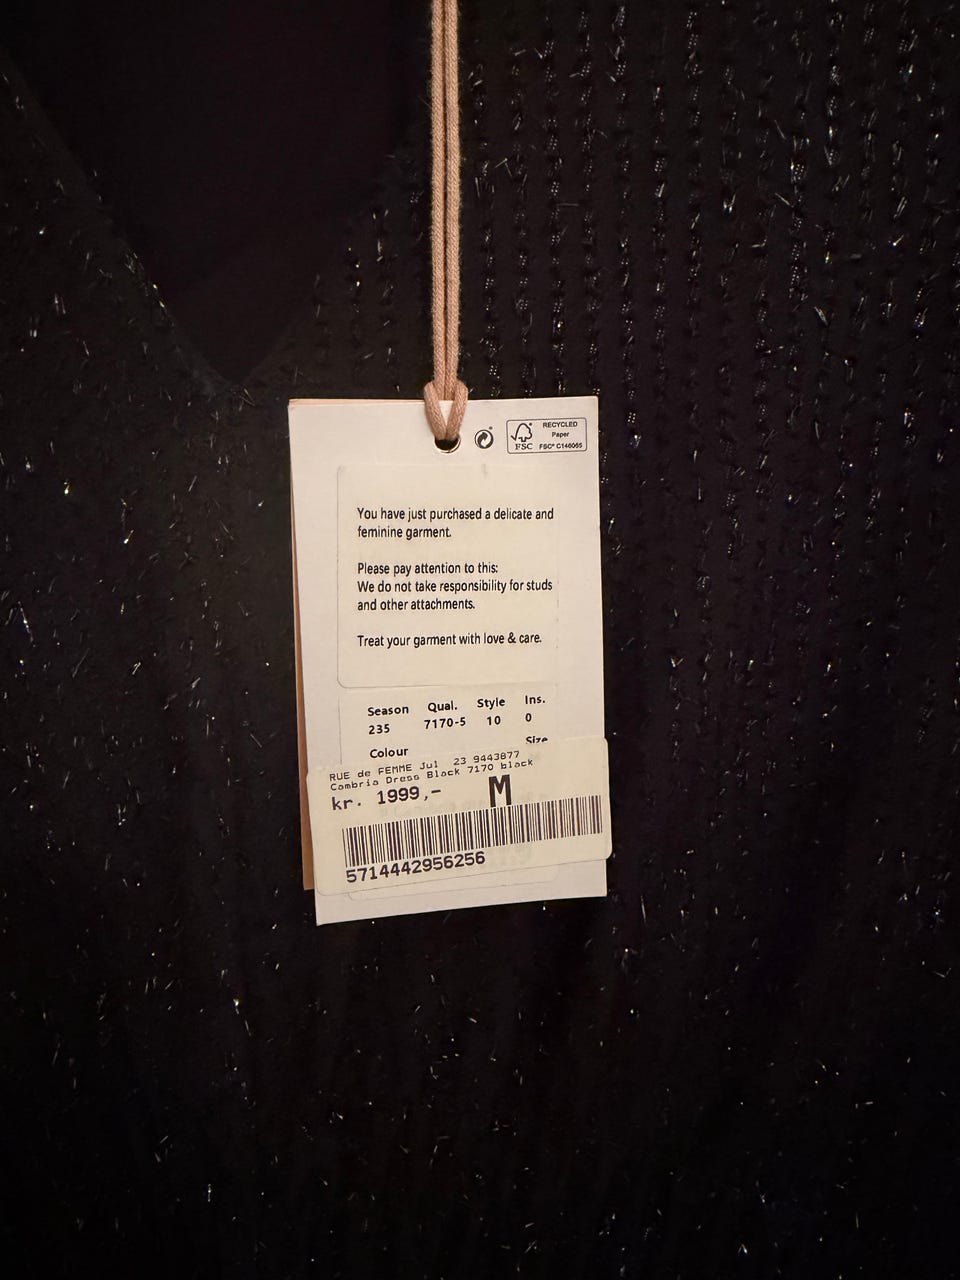 RECYCLED
Paper
FSC
FSC® C146065
You have just purchased a delicate and
feminine garment.
Please pay attention to this:
We do not take responsibility for studs
and other attachments.
Treat your garment with love & care.
Season Qual. Style Ins.
235 7170-5 10 0
Colour Size
RUE de FEMME Jul 23 9443877
Cambria Dress Black 7170 black
kr. 1999,- M
5714442956256